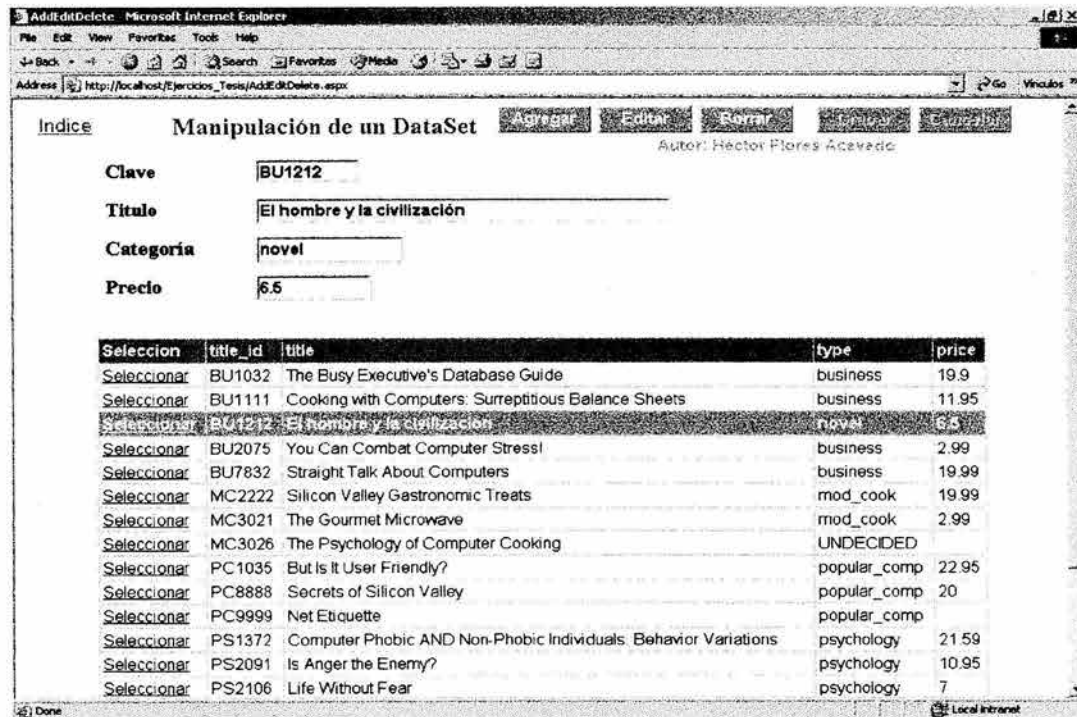 AddEditDelete - Microsoft Internet Explorer
File Edit View Favorites Tools Help
Back Search Favorites Media
Address http://localhost/Ejercicios_Tesis/AddEditDelete.aspx Go Vinculos
Indice Manipulación de un DataSet Agregar Editar Borrar Grabar Cancelar
Autor: Hector Flores Acevedo
Clave BU1212
Titulo El hombre y la civilización
Categoría novel
Precio 6.5
Seleccion title_id title type price
Seleccionar BU1032 The Busy Executive's Database Guide business 19.9
Seleccionar BU1111 Cooking with Computers: Surreptitious Balance Sheets business 11.95
Seleccionar BU1212 El hombre y la civilización novel 6.5
Seleccionar BU2075 You Can Combat Computer Stress! business 2.99
Seleccionar BU7832 Straight Talk About Computers business 19.99
Seleccionar MC2222 Silicon Valley Gastronomic Treats mod_cook 19.99
Seleccionar MC3021 The Gourmet Microwave mod_cook 2.99
Seleccionar MC3026 The Psychology of Computer Cooking UNDECIDED
Seleccionar PC1035 But Is It User Friendly? popular_comp 22.95
Seleccionar PC8888 Secrets of Silicon Valley popular_comp 20
Seleccionar PC9999 Net Etiquette popular_comp
Seleccionar PS1372 Computer Phobic AND Non-Phobic Individuals: Behavior Variations psychology 21.59
Seleccionar PS2091 Is Anger the Enemy? psychology 10.95
Seleccionar PS2106 Life Without Fear psychology 7
Done Local intranet